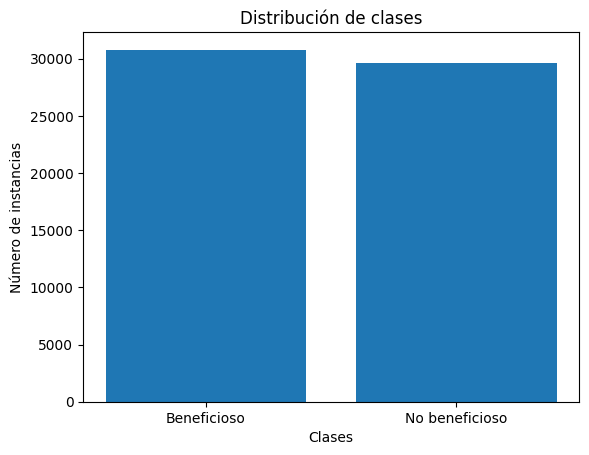 Distribución de clases
Número de instancias
30000
25000
20000
15000
10000
5000
0
Beneficioso
No beneficioso
Clases